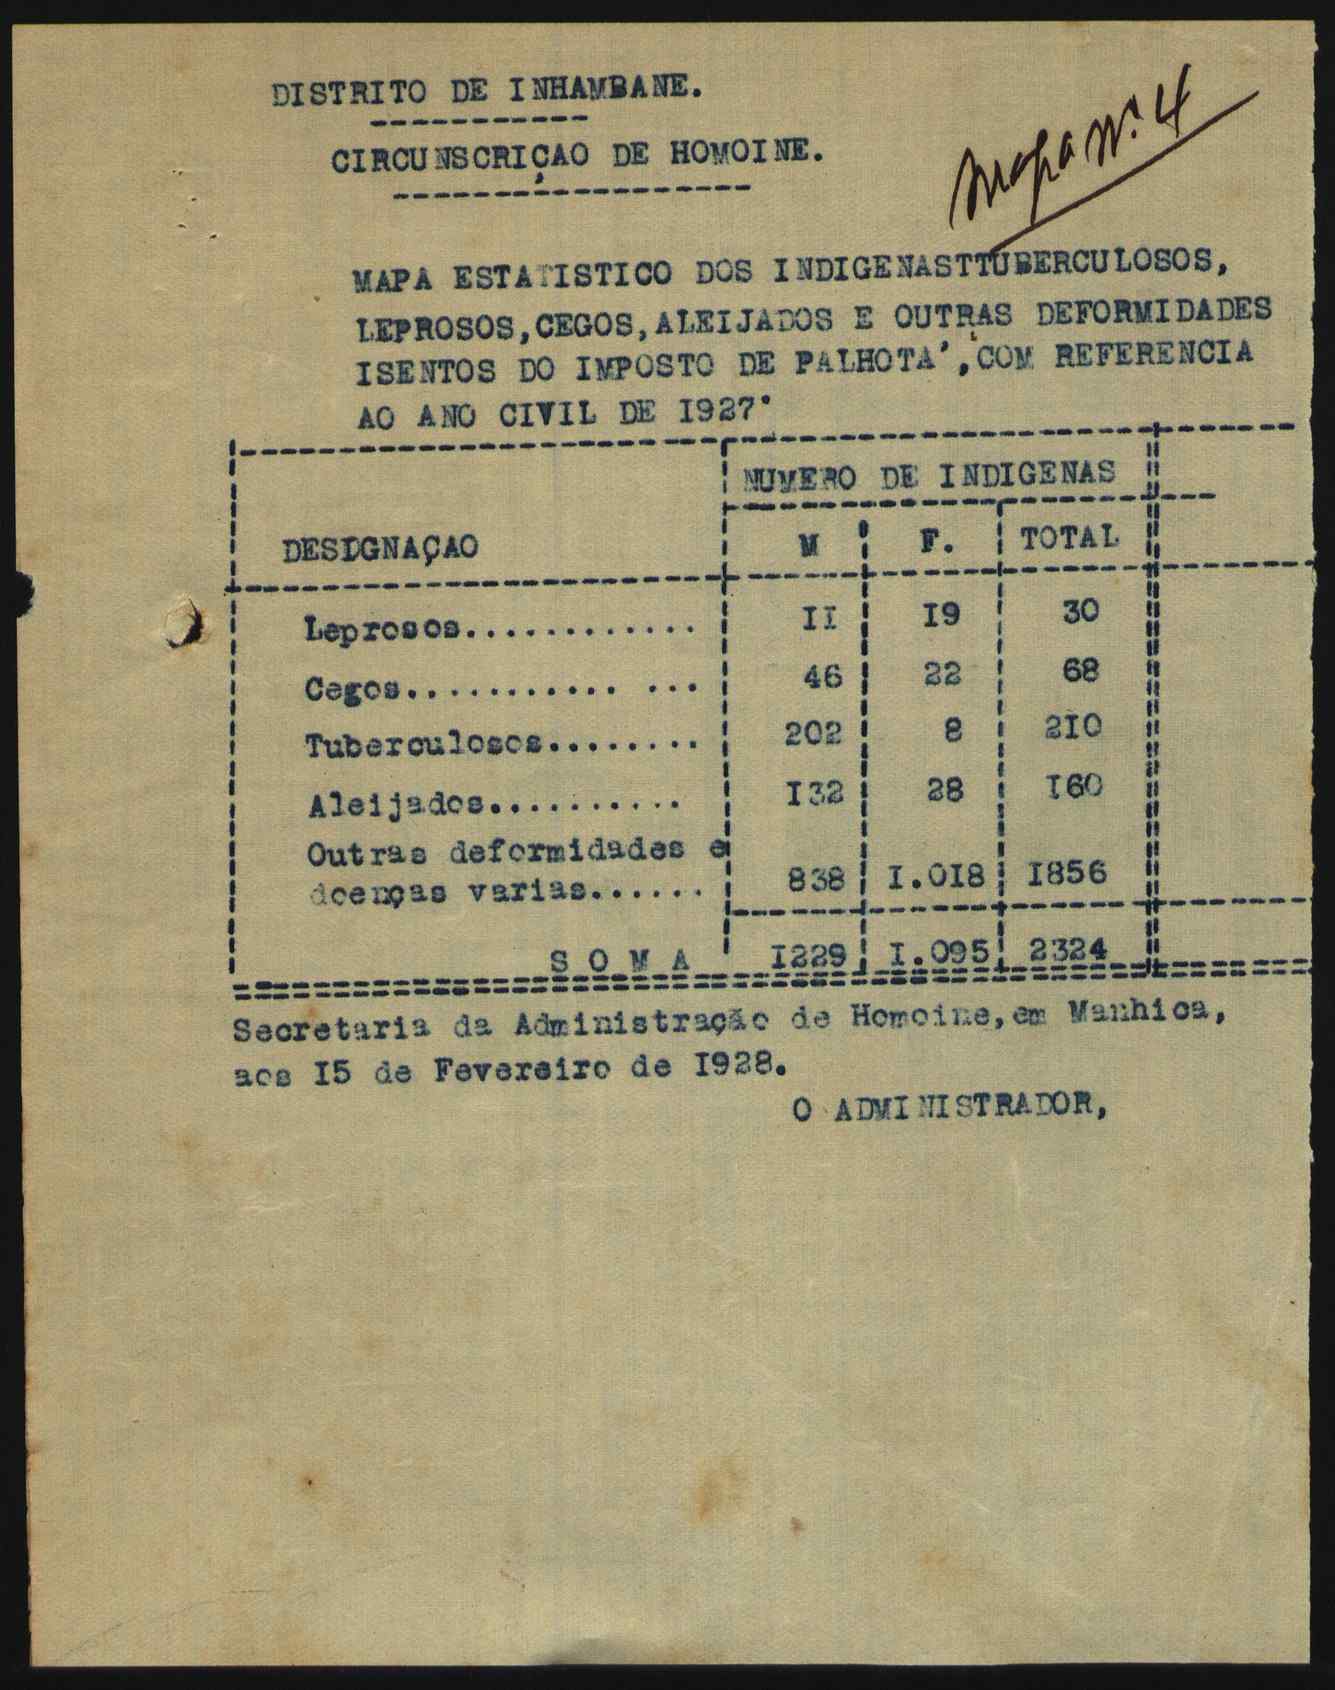 DISTRITO DE INHAMBANE.
CIRCUNSCRIÇAO DE HOMOINE.
Mapa Nº 4
MAPA ESTATISTICO DOS INDIGENASTTUBERCULOSOS,
LEPROSOS,CEGOS,ALEIJADOS E OUTRAS DEFORMIDADES
ISENTOS DO IMPOSTO DE PALHOTA',COM REFERENCIA
AO ANO CIVIL DE I927.
NUMERO DE INDIGENAS
DESIGNAÇAO M F. TOTAL
Leprosos............. II I9 30
Cegos........... ... 46 22 68
Tuberculosos........ 202 8 2I0
Aleijados.......... I32 28 I60
Outras deformidades e
doenças varias...... 838 I.0I8 I856
S O M A I229 I.095 2324
Secretaria da Administração de Homoine,em Manhica,
aos I5 de Fevereiro de I928.
O ADMINISTRADOR,